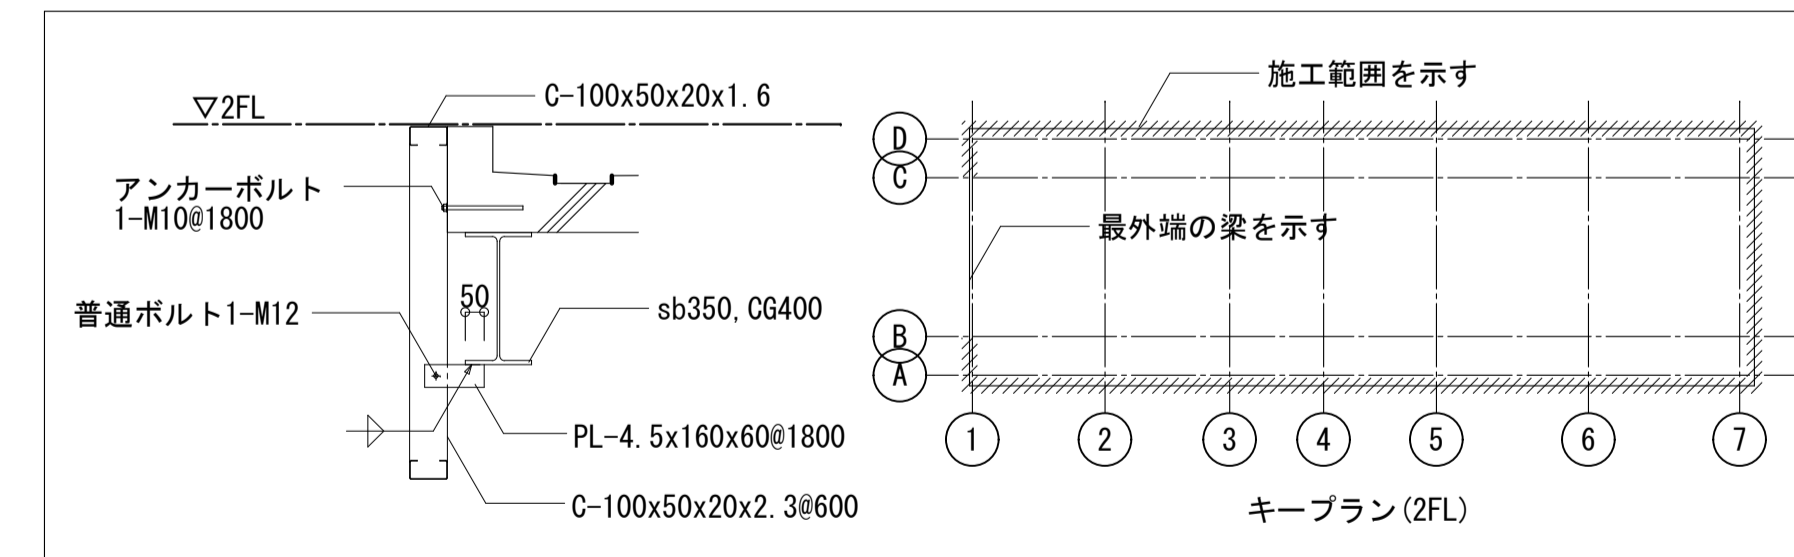 ▽2FL
C-100x50x20x1.6
アンカーボルト
1-M10@1800
50
普通ボルト1-M12
sb350,CG400
PL-4.5x160x60@1800
C-100x50x20x2.3@600
施工範囲を示す
D
C
最外端の梁を示す
B
A
1
2
3
4
5
6
7
キープラン(2FL)